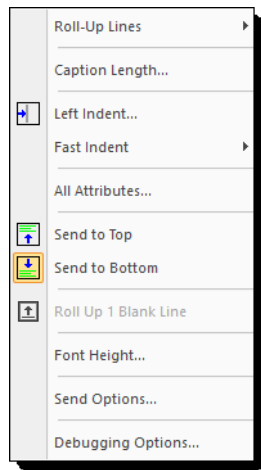 Roll-Up Lines
Caption Length...
Left Indent...
Fast Indent
All Attributes...
Send to Top
Send to Bottom
Roll Up 1 Blank Line
Font Height...
Send Options...
Debugging Options...